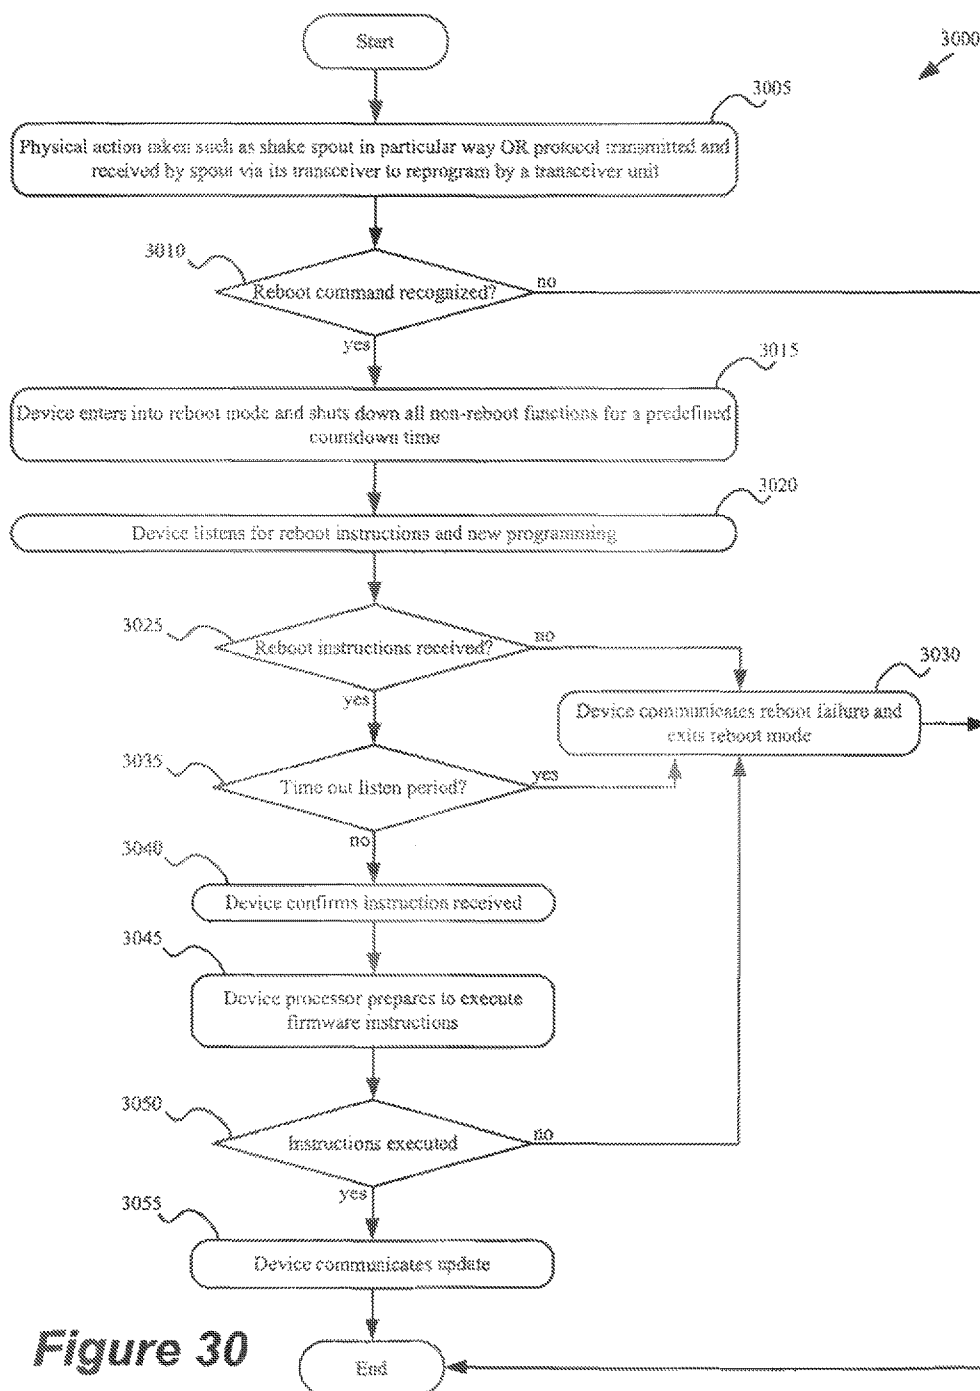 Start
3000
3005
Physical action taken such as shake spout in particular way OR protocol transmitted and
received by spout via its transceiver to reprogram by a transceiver unit
3010
Reboot command recognized?
no
yes
3015
Device enters into reboot mode and shuts down all non-reboot functions for a predefined
countdown time
3020
Device listens for reboot instructions and new programming
3025
Reboot instructions received?
no
yes
3030
Device communicates reboot failure and
exits reboot mode
3035
Time out listen period?
yes
no
3040
Device confirms instruction received
3045
Device processor prepares to execute
firmware instructions
3050
Instructions executed
no
yes
3055
Device communicates update
End
Figure 30